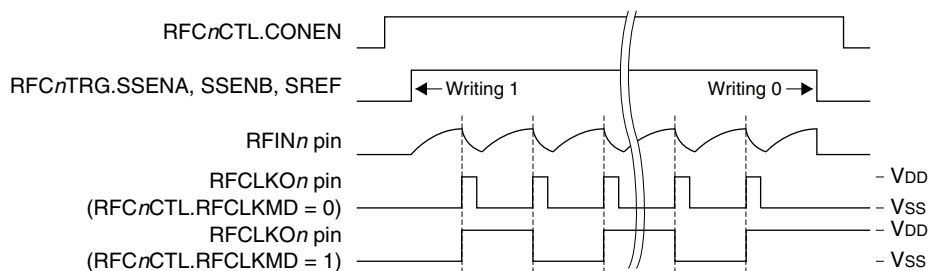 RFCnCTL.CONEN
RFCnTRG.SSENA, SSENB, SREF
Writing 1
Writing 0
RFINn pin
RFCLKOn pin
(RFCnCTL.RFCLKMD = 0)
VDD
VSS
RFCLKOn pin
(RFCnCTL.RFCLKMD = 1)
VDD
VSS